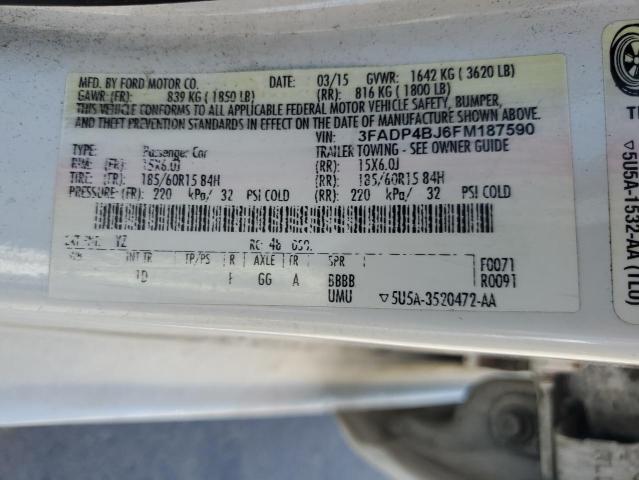 MFD. BY FORD MOTOR CO. DATE: 03/15 GVWR: 1642 KG ( 3620 LB)
GAWR: (FR): 839 KG ( 1850 LB) (RR): 816 KG ( 1800 LB)
THIS VEHICLE CONFORMS TO ALL APPLICABLE FEDERAL MOTOR VEHICLE SAFETY, BUMPER,
AND THEFT PREVENTION STANDARDS IN EFFECT ON THE DATE OF MANUFACTURE SHOWN ABOVE.
VIN: 3FADP4BJ6FM187590
TYPE: Passenger Car TRAILER TOWING - SEE OWNER GUIDE
RIM: (FR): 15X6.0J (RR): 15X6.0J
TIRE: (FR): 185/60R15 84H (RR): 185/60R15 84H
PRESSURE: (FR): 220 kPa/ 32 PSI COLD (RR): 220 kPa/ 32 PSI COLD
EXT PNT: YZ RC: 48
INT TR TP/PS R AXLE TR SPR F0071
GG A BBBB R0091
UMU ▽5U5A-3520472-AA
▽5U5A-1532-AA (TLU)